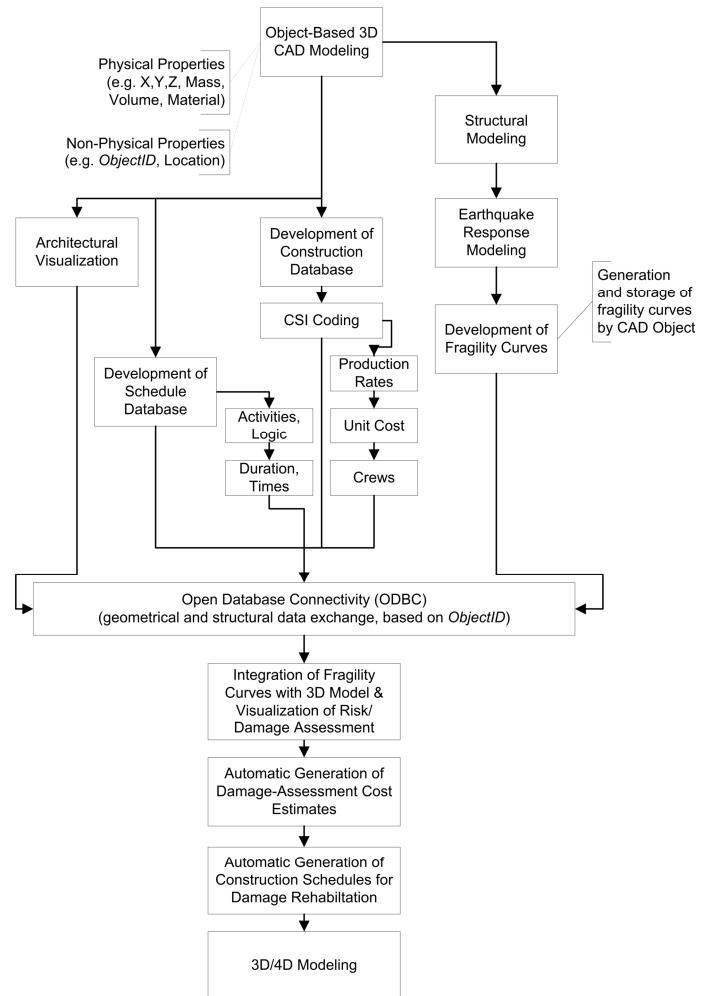 Object-Based 3D
CAD Modeling
Physical Properties
(e.g. X,Y,Z, Mass,
Volume, Material)
Non-Physical Properties
(e.g. ObjectID, Location)
Structural
Modeling
Architectural
Visualization
Development of
Construction
Database
Earthquake
Response
Modeling
Generation
and storage of
fragility curves
by CAD Object
CSI Coding
Development of
Fragility Curves
Development of
Schedule
Database
Production
Rates
Activities,
Logic
Unit Cost
Duration,
Times
Crews
Open Database Connectivity (ODBC)
(geometrical and structural data exchange, based on ObjectID)
Integration of Fragility
Curves with 3D Model &
Visualization of Risk/
Damage Assessment
Automatic Generation of
Damage-Assessment Cost
Estimates
Automatic Generation of
Construction Schedules for
Damage Rehabiltation
3D/4D Modeling